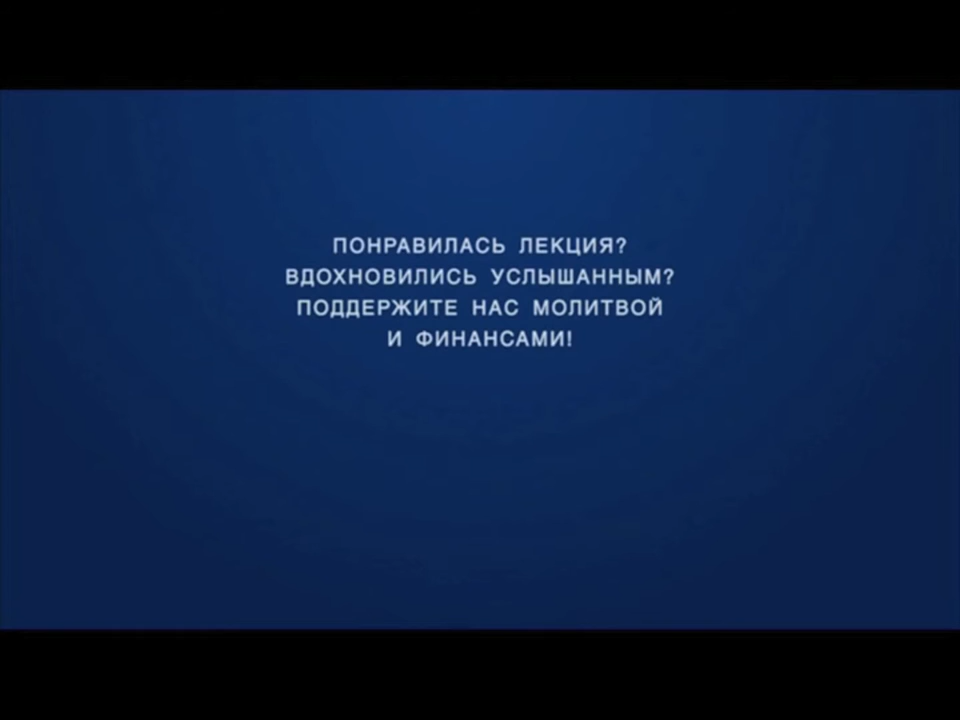 ПОНРАВИЛАСЬ ЛЕКЦИЯ?
ВДОХНОВИЛИСЬ УСЛЫШАННЫМ?
ПОДДЕРЖИТЕ НАС МОЛИТВОЙ
И ФИНАНСАМИ!